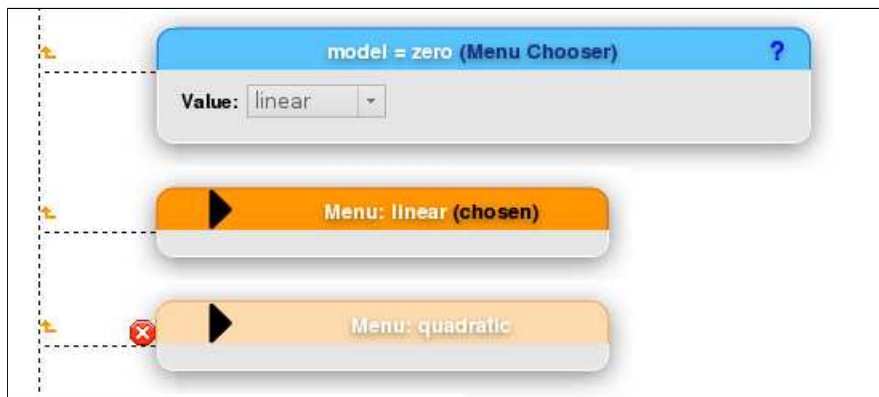 model = zero (Menu Chooser) ?
Value: linear
Menu: linear (chosen)
Menu: quadratic